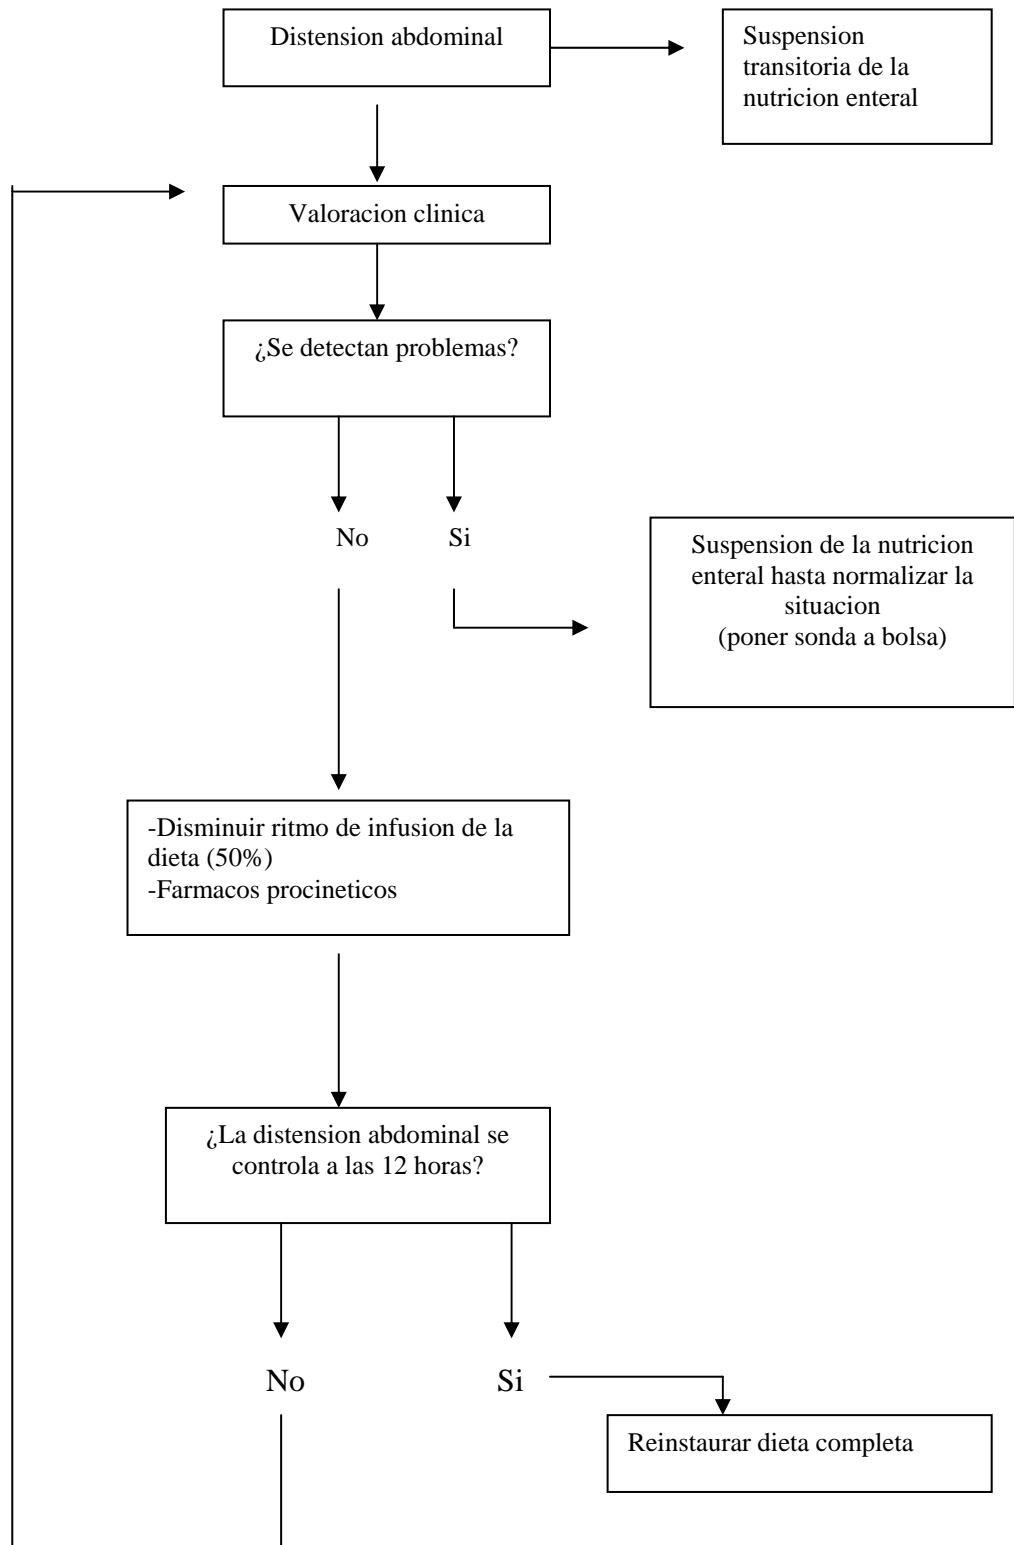 Distension abdominal
Suspension
transitoria de la
nutricion enteral
Valoracion clinica
¿Se detectan problemas?
No
Si
Suspension de la nutricion
enteral hasta normalizar la
situacion
(poner sonda a bolsa)
-Disminuir ritmo de infusion de la
dieta (50%)
-Farmacos procineticos
¿La distension abdominal se
controla a las 12 horas?
No
Si
Reinstaurar dieta completa